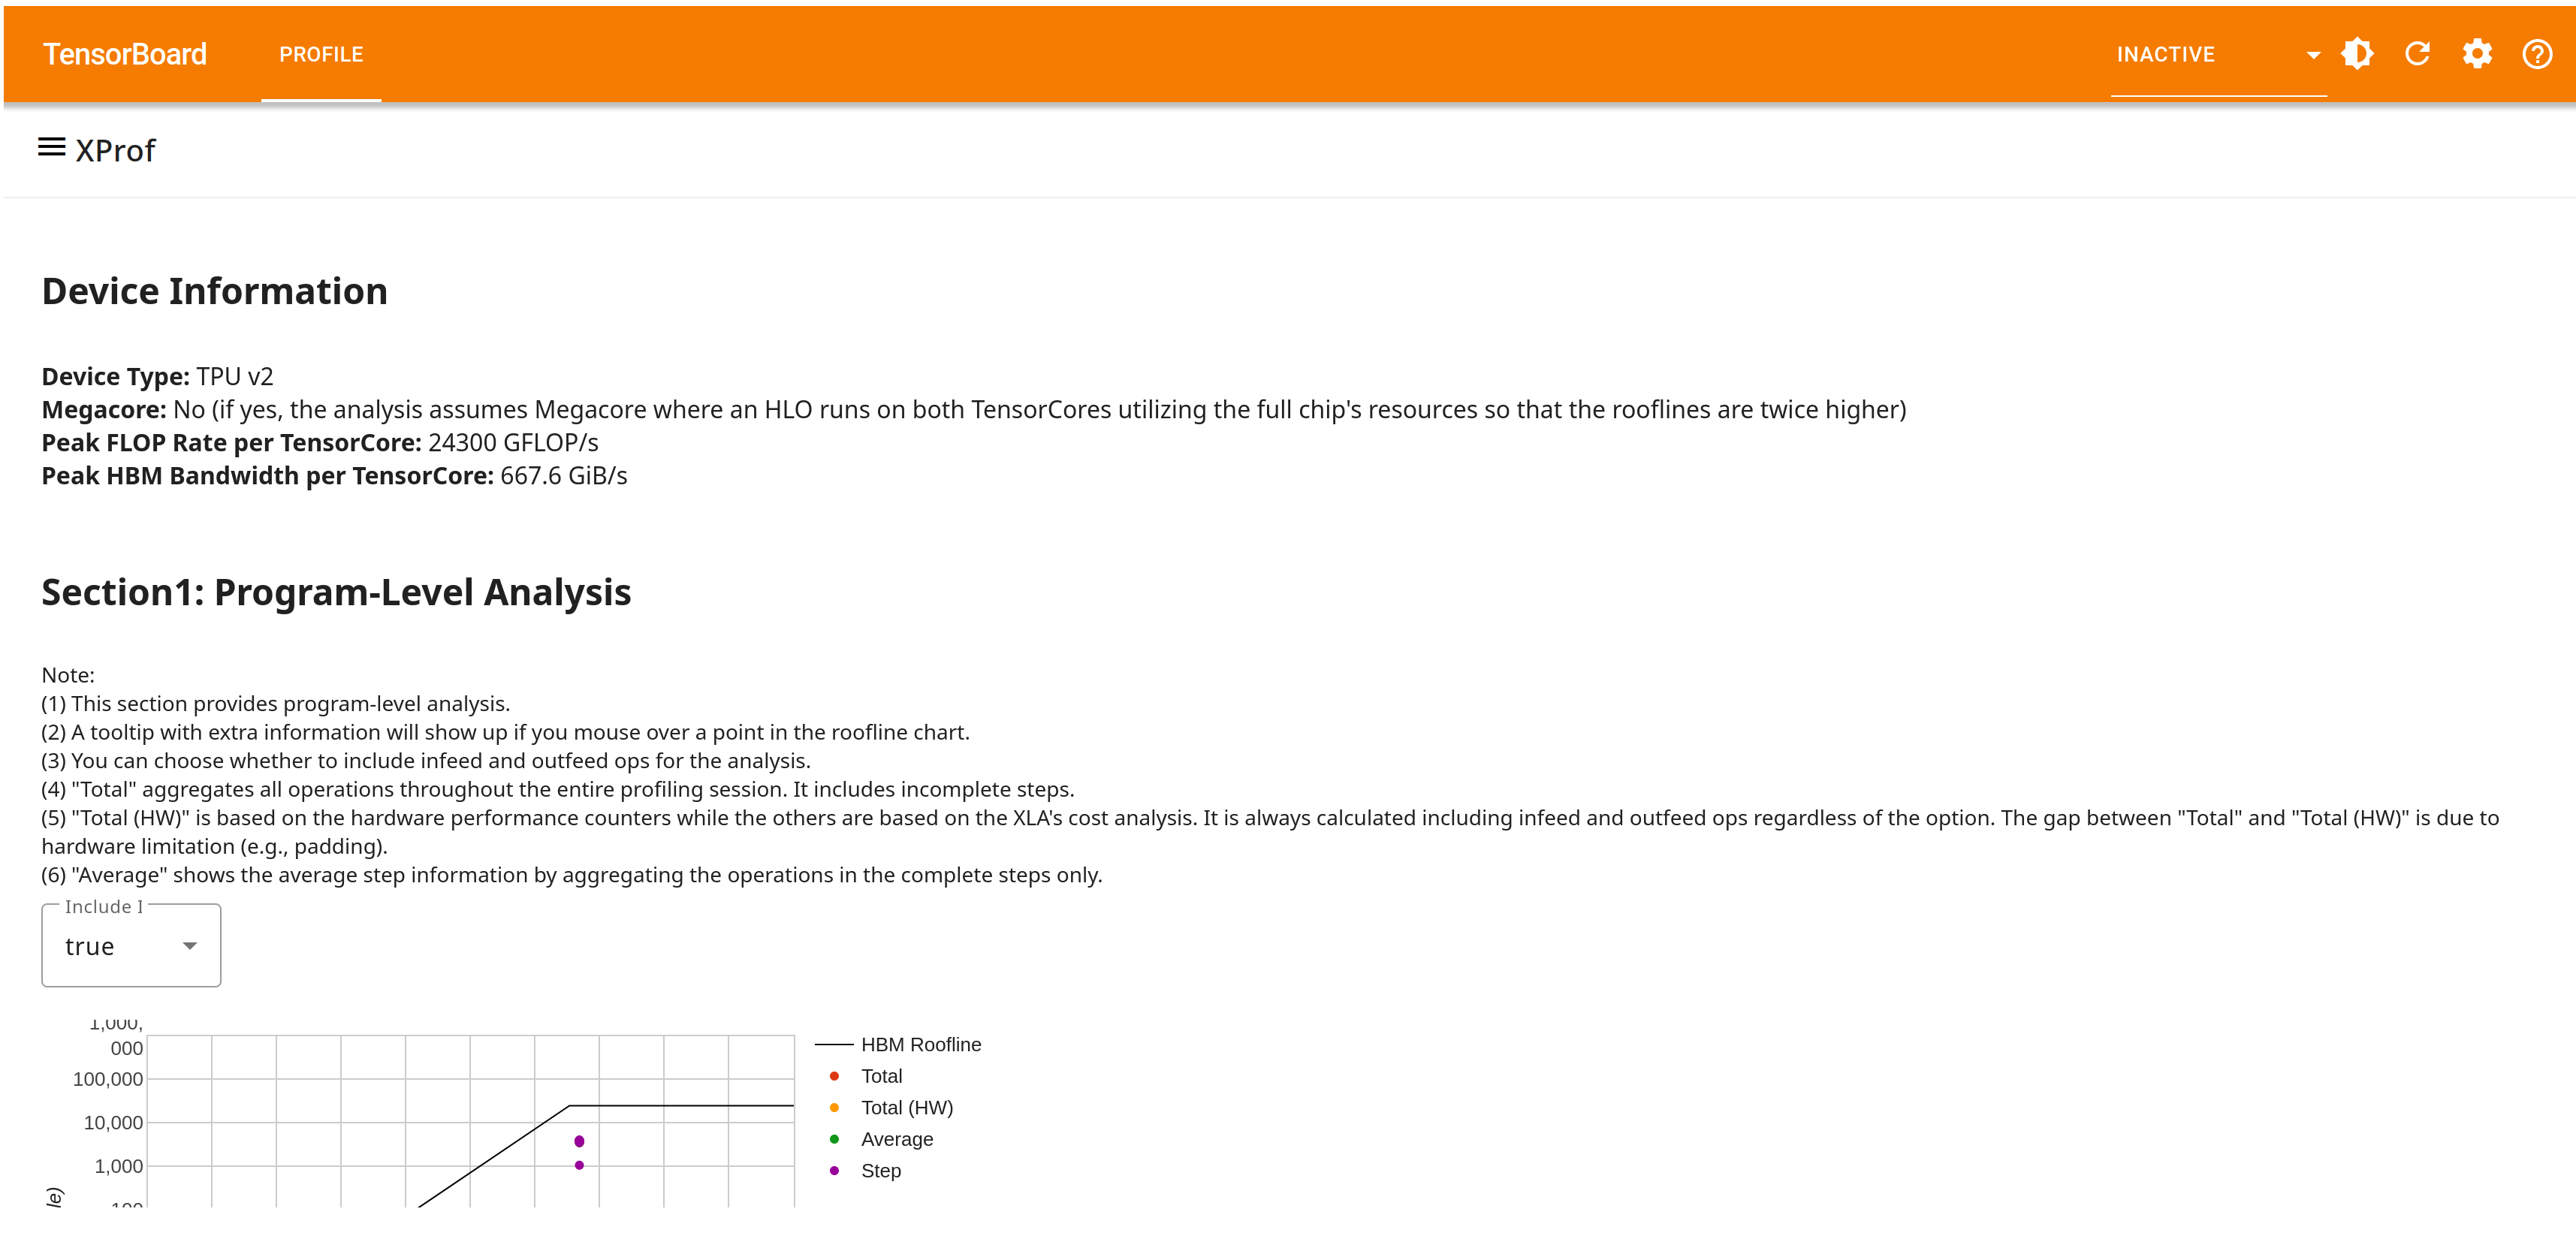 TensorBoard PROFILE INACTIVE
XProf
Device Information
Device Type: TPU v2
Megacore: No (if yes, the analysis assumes Megacore where an HLO runs on both TensorCores utilizing the full chip's resources so that the rooflines are twice higher)
Peak FLOP Rate per TensorCore: 24300 GFLOP/s
Peak HBM Bandwidth per TensorCore: 667.6 GiB/s
Section1: Program-Level Analysis
Note:
(1) This section provides program-level analysis.
(2) A tooltip with extra information will show up if you mouse over a point in the roofline chart.
(3) You can choose whether to include infeed and outfeed ops for the analysis.
(4) "Total" aggregates all operations throughout the entire profiling session. It includes incomplete steps.
(5) "Total (HW)" is based on the hardware performance counters while the others are based on the XLA's cost analysis. It is always calculated including infeed and outfeed ops regardless of the option. The gap between "Total" and "Total (HW)" is due to
hardware limitation (e.g., padding).
(6) "Average" shows the average step information by aggregating the operations in the complete steps only.
Include I
true
1,000,
000
100,000
10,000
1,000
100
HBM Roofline
Total
Total (HW)
Average
Step